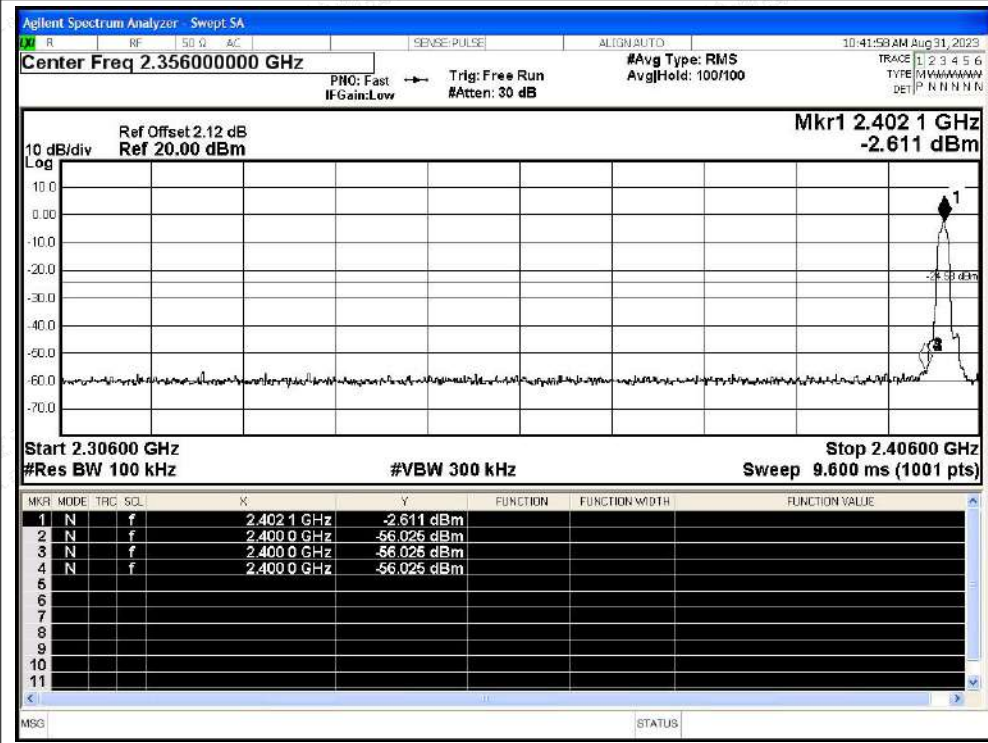 Agilent Spectrum Analyzer - Swept SA
LXI R RF 50 Ω AC SENSE:PULSE ALIGNAUTO 10:41:58 AM Aug 31, 2023
Center Freq 2.356000000 GHz #Avg Type: RMS TRACE 1 2 3 4 5 6
PNO: Fast Trig: Free Run Avg|Hold: 100/100 TYPE MWWWWW
IFGain:Low #Atten: 30 dB DET P N N N N N
Mkr1 2.402 1 GHz
Ref Offset 2.12 dB
10 dB/div Ref 20.00 dBm -2.611 dBm
Log
10.0
1
0.00
-10.0
-20.0
-24.58 dBm
-30.0
-40.0
-50.0
-60.0
-70.0
Start 2.30600 GHz Stop 2.40600 GHz
#Res BW 100 kHz #VBW 300 kHz Sweep 9.600 ms (1001 pts)
MKR MODE TRC SCL X Y FUNCTION FUNCTION WIDTH FUNCTION VALUE
1 N f 2.402 1 GHz -2.611 dBm
2 N f 2.400 0 GHz -56.025 dBm
3 N f 2.400 0 GHz -56.025 dBm
4 N f 2.400 0 GHz -56.025 dBm
5
6
7
8
9
10
11
MSG STATUS